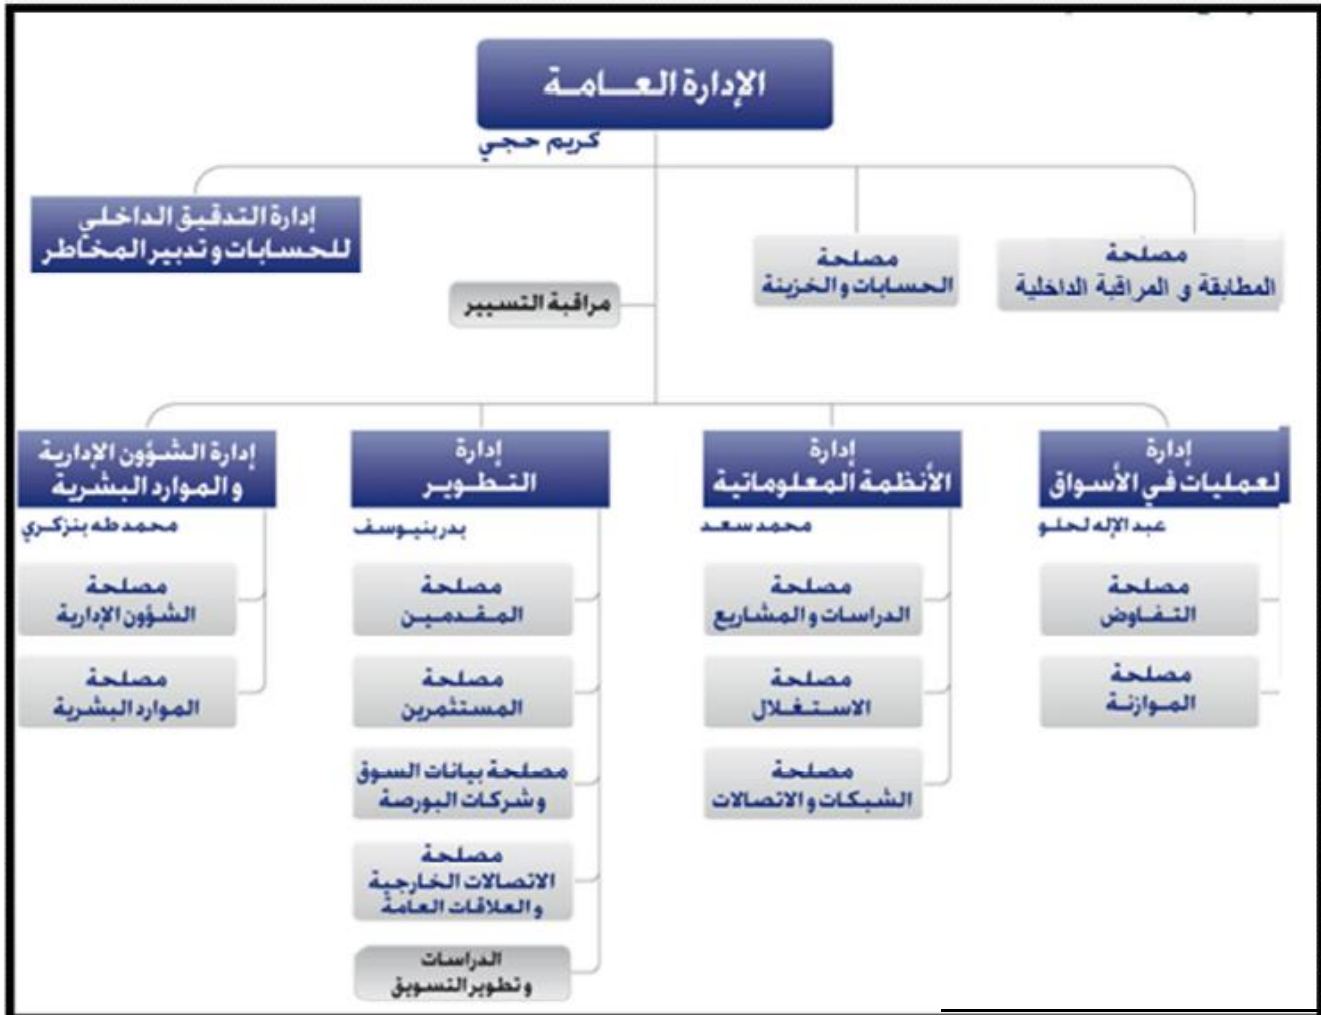 الإدارة العـــامـــة
كريم حجي
مصلحة
المطابقة و المراقبة الداخلية
مصلحة
الحسابات والخزينة
إدارة التدقيق الداخلي
للحسابات وتدبير المخاطر
مراقبة التسيير
إدارة
لعمليات في الأسواق
عبد الإله لحلو
مصلحة
التفاوض
مصلحة
الموازنة
إدارة
الأنظمة المعلوماتية
محمد سعد
مصلحة
الدراسات والمشاريع
مصلحة
الاستغلال
مصلحة
الشبكات والاتصالات
إدارة
التطوير
بدر بنيوسف
مصلحة
المقدمين
مصلحة
المستثمرين
مصلحة بيانات السوق
وشركات البورصة
مصلحة
الاتصالات الخارجية
والعلاقات العامة
الدراسات
وتطوير التسويق
إدارة الشؤون الإدارية
والموارد البشرية
محمد طه بنزكري
مصلحة
الشؤون الإدارية
مصلحة
الموارد البشرية